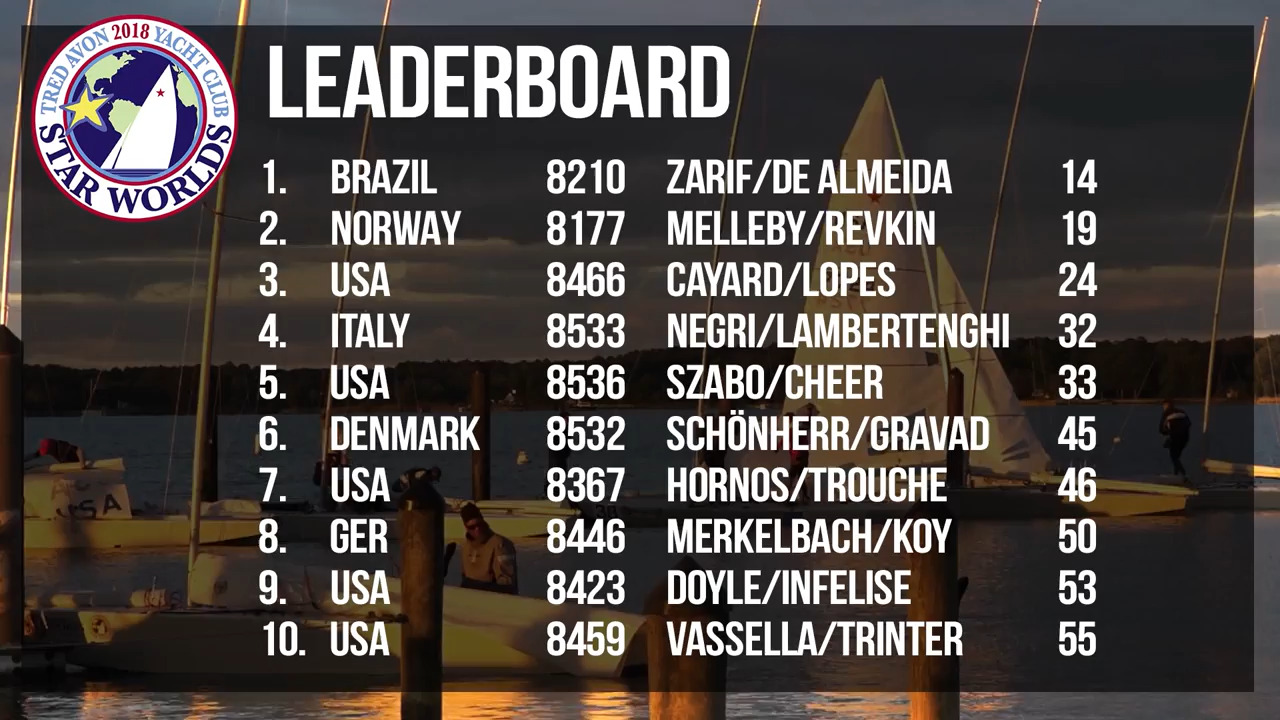 TRED AVON 2018 YACHT CLUB
STAR WORLDS
LEADERBOARD
1. BRAZIL 8210 ZARIF/DE ALMEIDA 14
2. NORWAY 8177 MELLEBY/REVKIN 19
3. USA 8466 CAYARD/LOPES 24
4. ITALY 8533 NEGRI/LAMBERTENGHI 32
5. USA 8536 SZABO/CHEER 33
6. DENMARK 8532 SCHÖNHERR/GRAVAD 45
7. USA 8367 HORNOS/TROUCHE 46
8. GER 8446 MERKELBACH/KOY 50
9. USA 8423 DOYLE/INFELISE 53
10. USA 8459 VASSELLA/TRINTER 55
USA